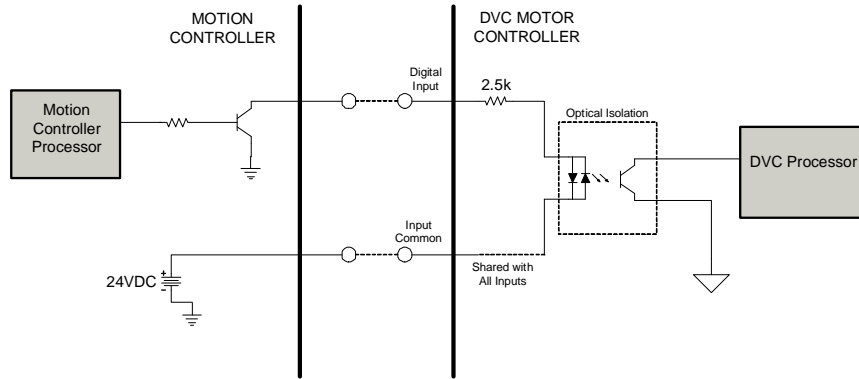 MOTION
CONTROLLER
DVC MOTOR
CONTROLLER
Digital
Input
2.5k
Optical Isolation
Motion
Controller
Processor
DVC Processor
Input
Common
Shared with
All Inputs
24VDC
+
-